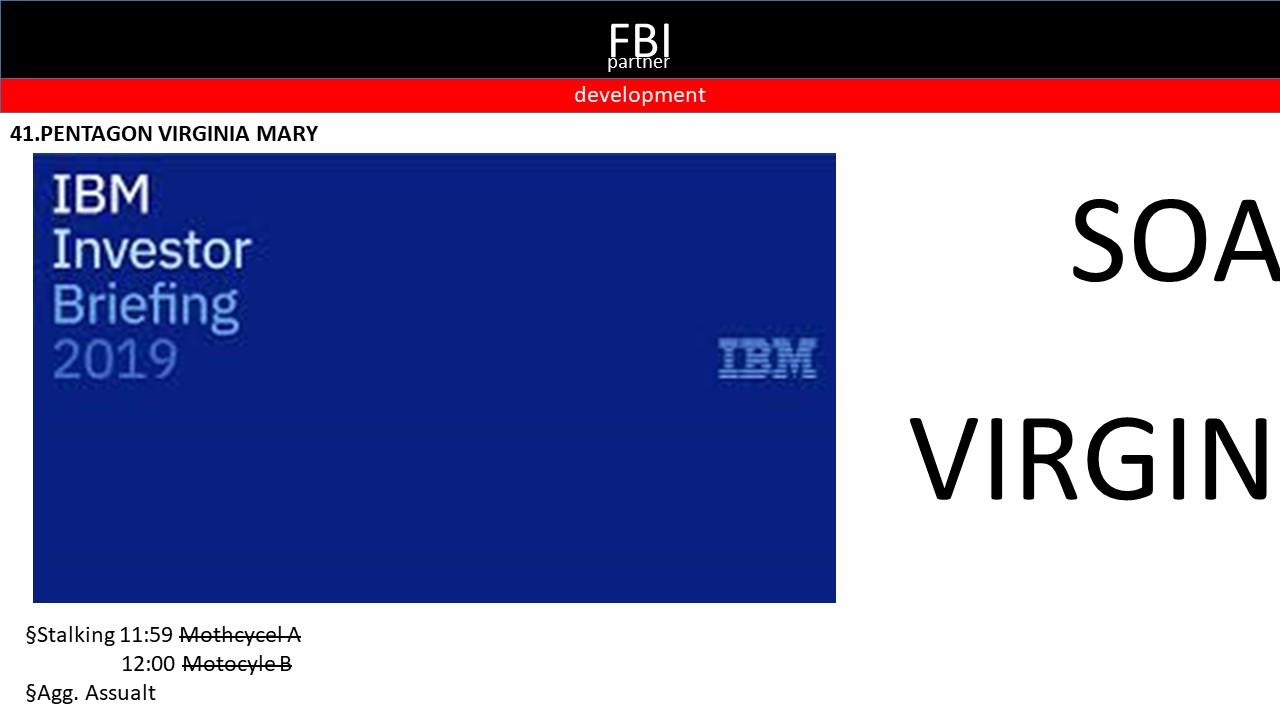 FBI
partner
development
41.PENTAGON VIRGINIA MARY
IBM
Investor
Briefing
2019
IBM
SOA
VIRGIN
§Stalking 11:59 Mothcycel A
12:00 Motocyle B
§Agg. Assualt